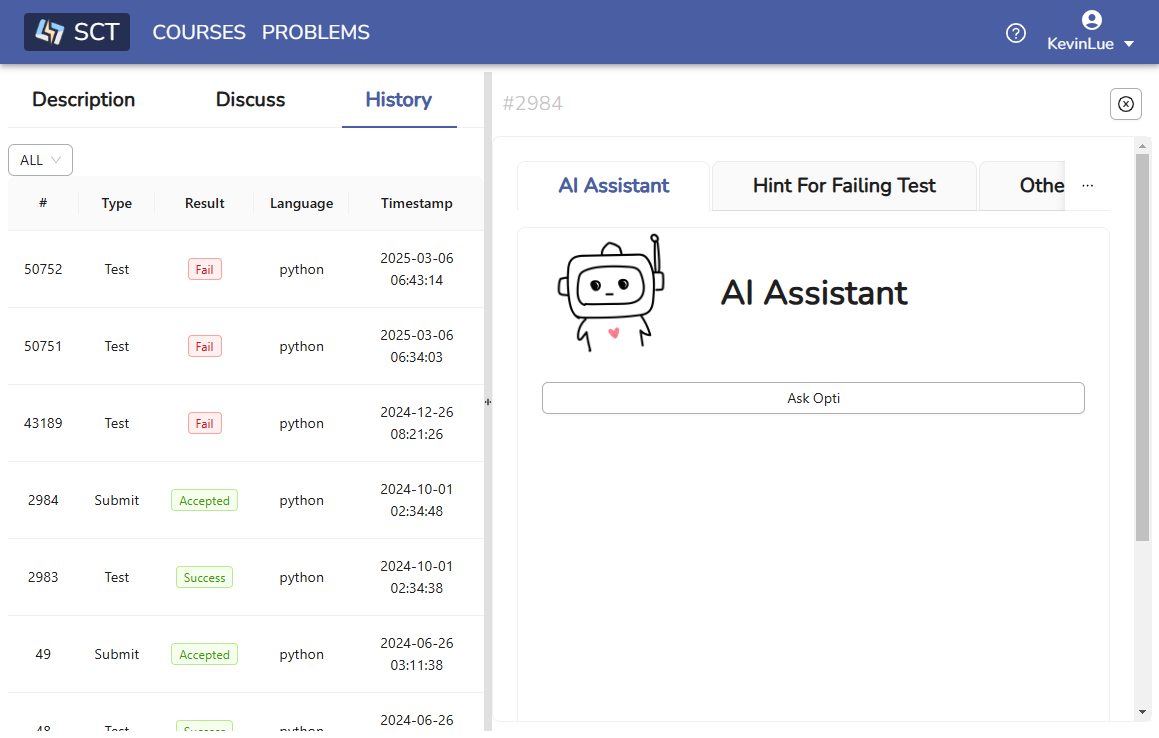 SCT COURSES PROBLEMS
KevinLue
Description Discuss History
#2984
ALL
# Type Result Language Timestamp
50752 Test Fail python 2025-03-06 06:43:14
50751 Test Fail python 2025-03-06 06:34:03
43189 Test Fail python 2024-12-26 08:21:26
2984 Submit Accepted python 2024-10-01 02:34:48
2983 Test Success python 2024-10-01 02:34:38
49 Submit Accepted python 2024-06-26 03:11:38
48 Test Success python 2024-06-26
AI Assistant Hint For Failing Test Othe ...
AI Assistant
Ask Opti